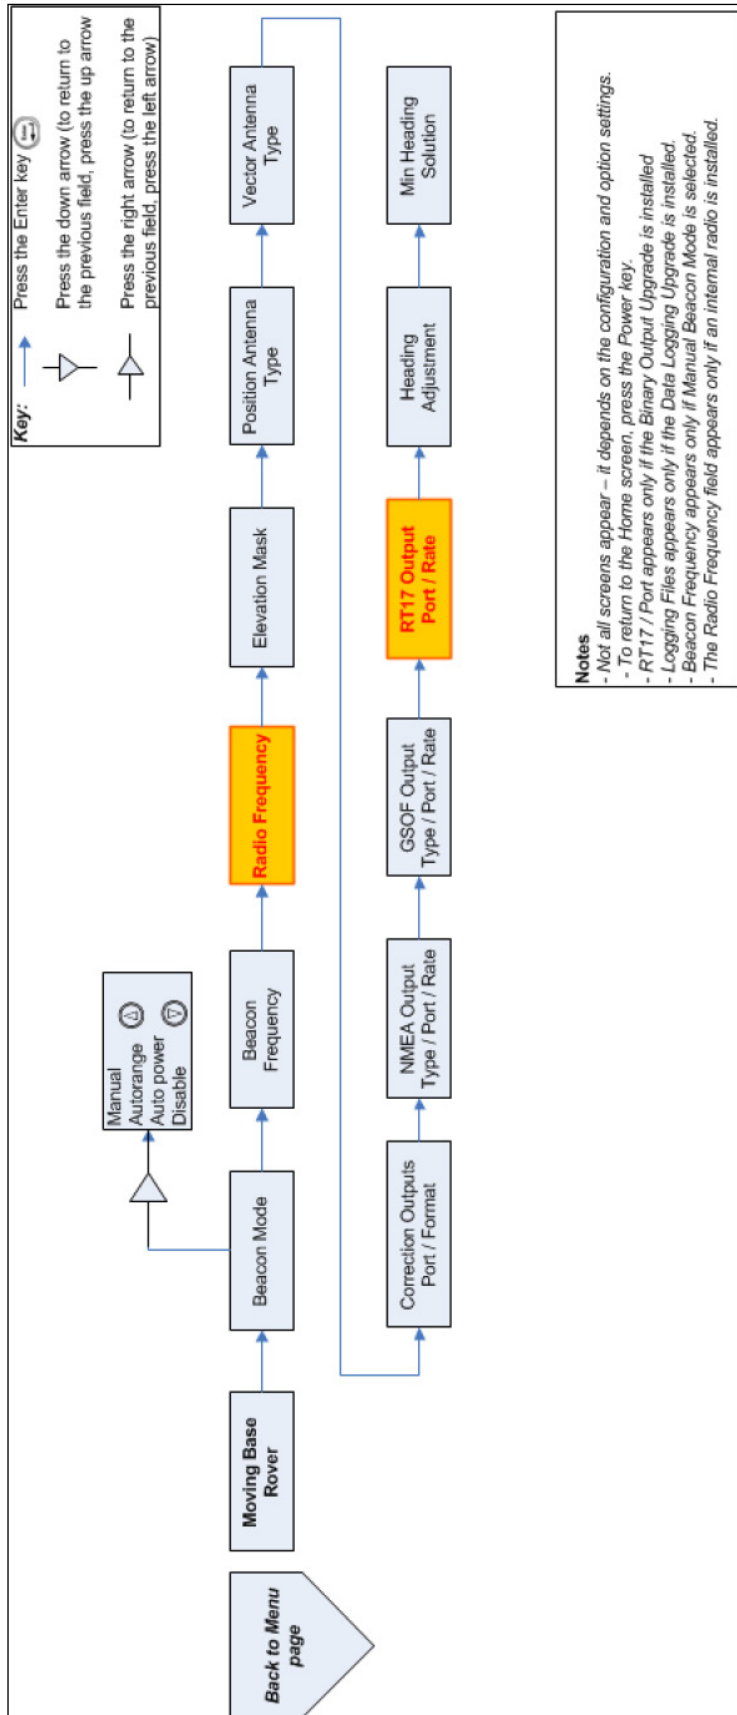 Key:
Press the Enter key
Press the down arrow (to return to
the previous field, press the up arrow
Press the right arrow (to return to the
previous field, press the left arrow)
Manual
Autorange
Auto power
Disable
Back to Menu
page
Moving Base
Rover
Beacon Mode
Beacon
Frequency
Radio Frequency
Elevation Mask
Position Antenna
Type
Vector Antenna
Type
Correction Outputs
Port / Format
NMEA Output
Type / Port / Rate
GSOF Output
Type / Port / Rate
RT17 Output
Port / Rate
Heading
Adjustment
Min Heading
Solution
Notes
- Not all screens appear – it depends on the configuration and option settings.
- To return to the Home screen, press the Power key.
- RT17 / Port appears only if the Binary Output Upgrade is installed
- Logging Files appears only if the Data Logging Upgrade is installed.
- Beacon Frequency appears only if Manual Beacon Mode is selected.
- The Radio Frequency field appears only if an internal radio is installed.